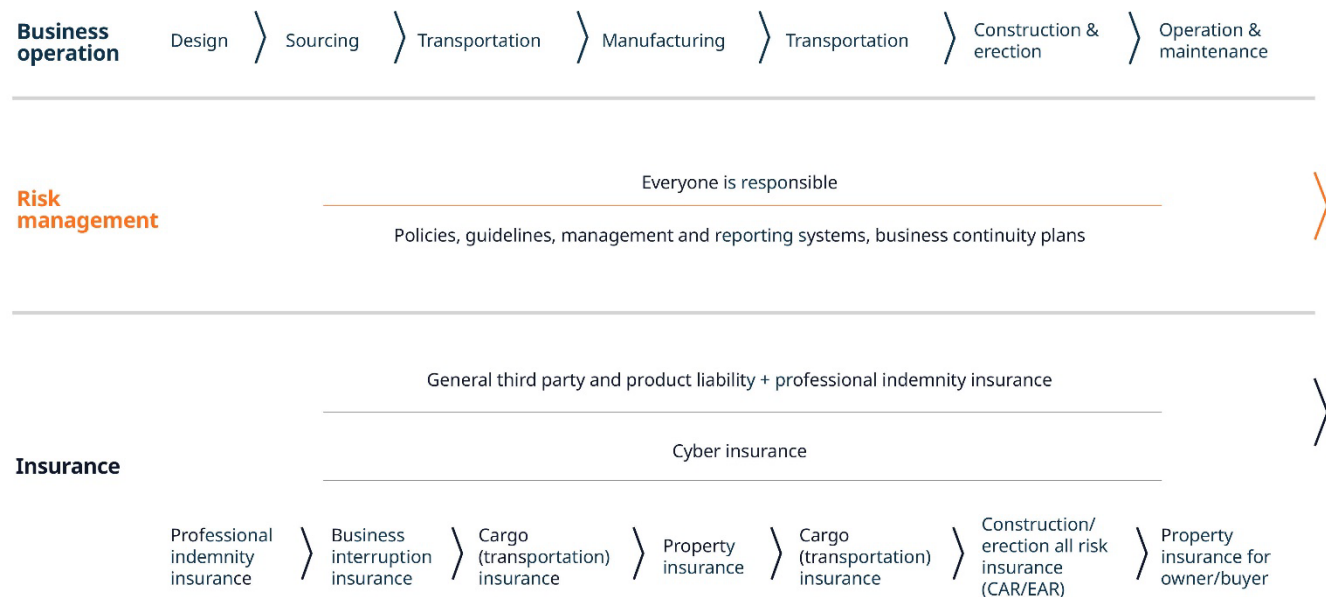 Business
operation
Design
Sourcing
Transportation
Manufacturing
Transportation
Construction &
erection
Operation &
maintenance
Risk
management
Everyone is responsible
Policies, guidelines, management and reporting systems, business continuity plans
Insurance
General third party and product liability + professional indemnity insurance
Cyber insurance
Professional
indemnity
insurance
Business
interruption
insurance
Cargo
(transportation)
insurance
Property
insurance
Cargo
(transportation)
insurance
Construction/
erection all risk
insurance
(CAR/EAR)
Property
insurance for
owner/buyer